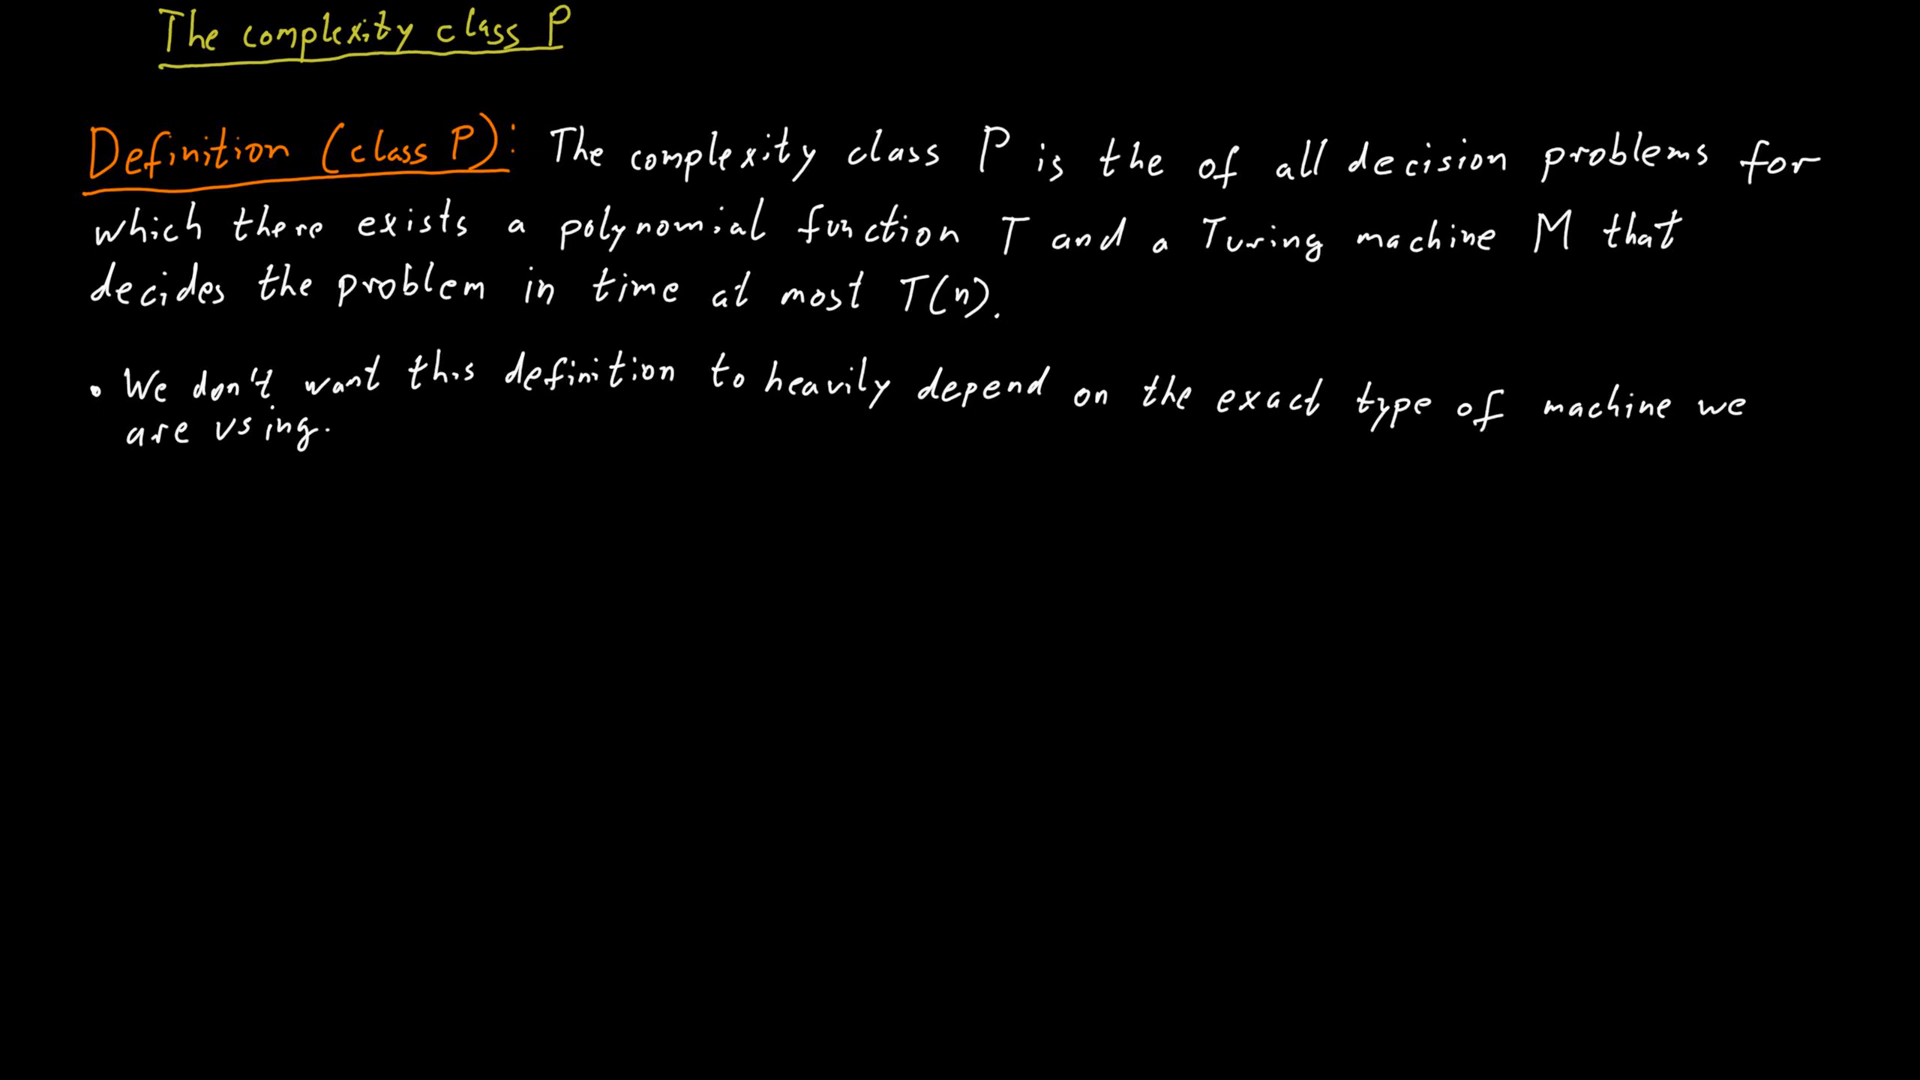 The complexity class P
Definition (class P): The complexity class P is the of all decision problems for
which there exists a polynomial function T and a Turing machine M that
decides the problem in time at most T(n).
• We don't want this definition to heavily depend on the exact type of machine we
are using.